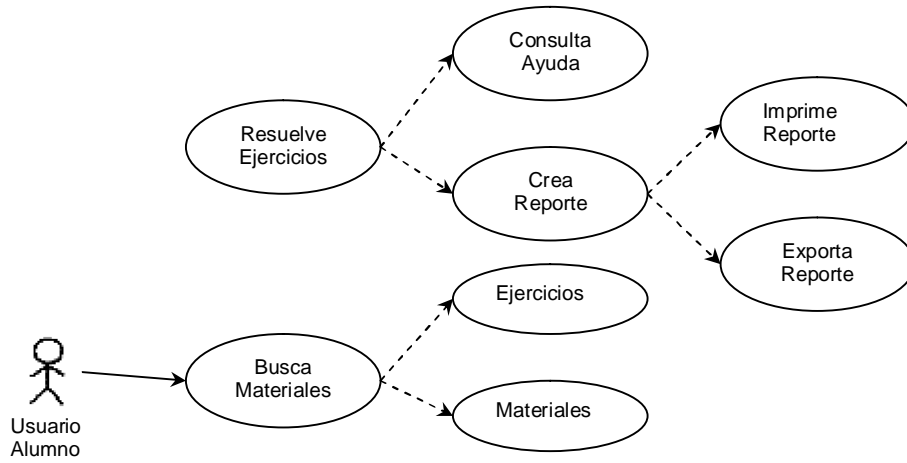 Consulta
Ayuda
Resuelve
Ejercicios
Imprime
Reporte
Crea
Reporte
Exporta
Reporte
Ejercicios
Busca
Materiales
Materiales
Usuario
Alumno